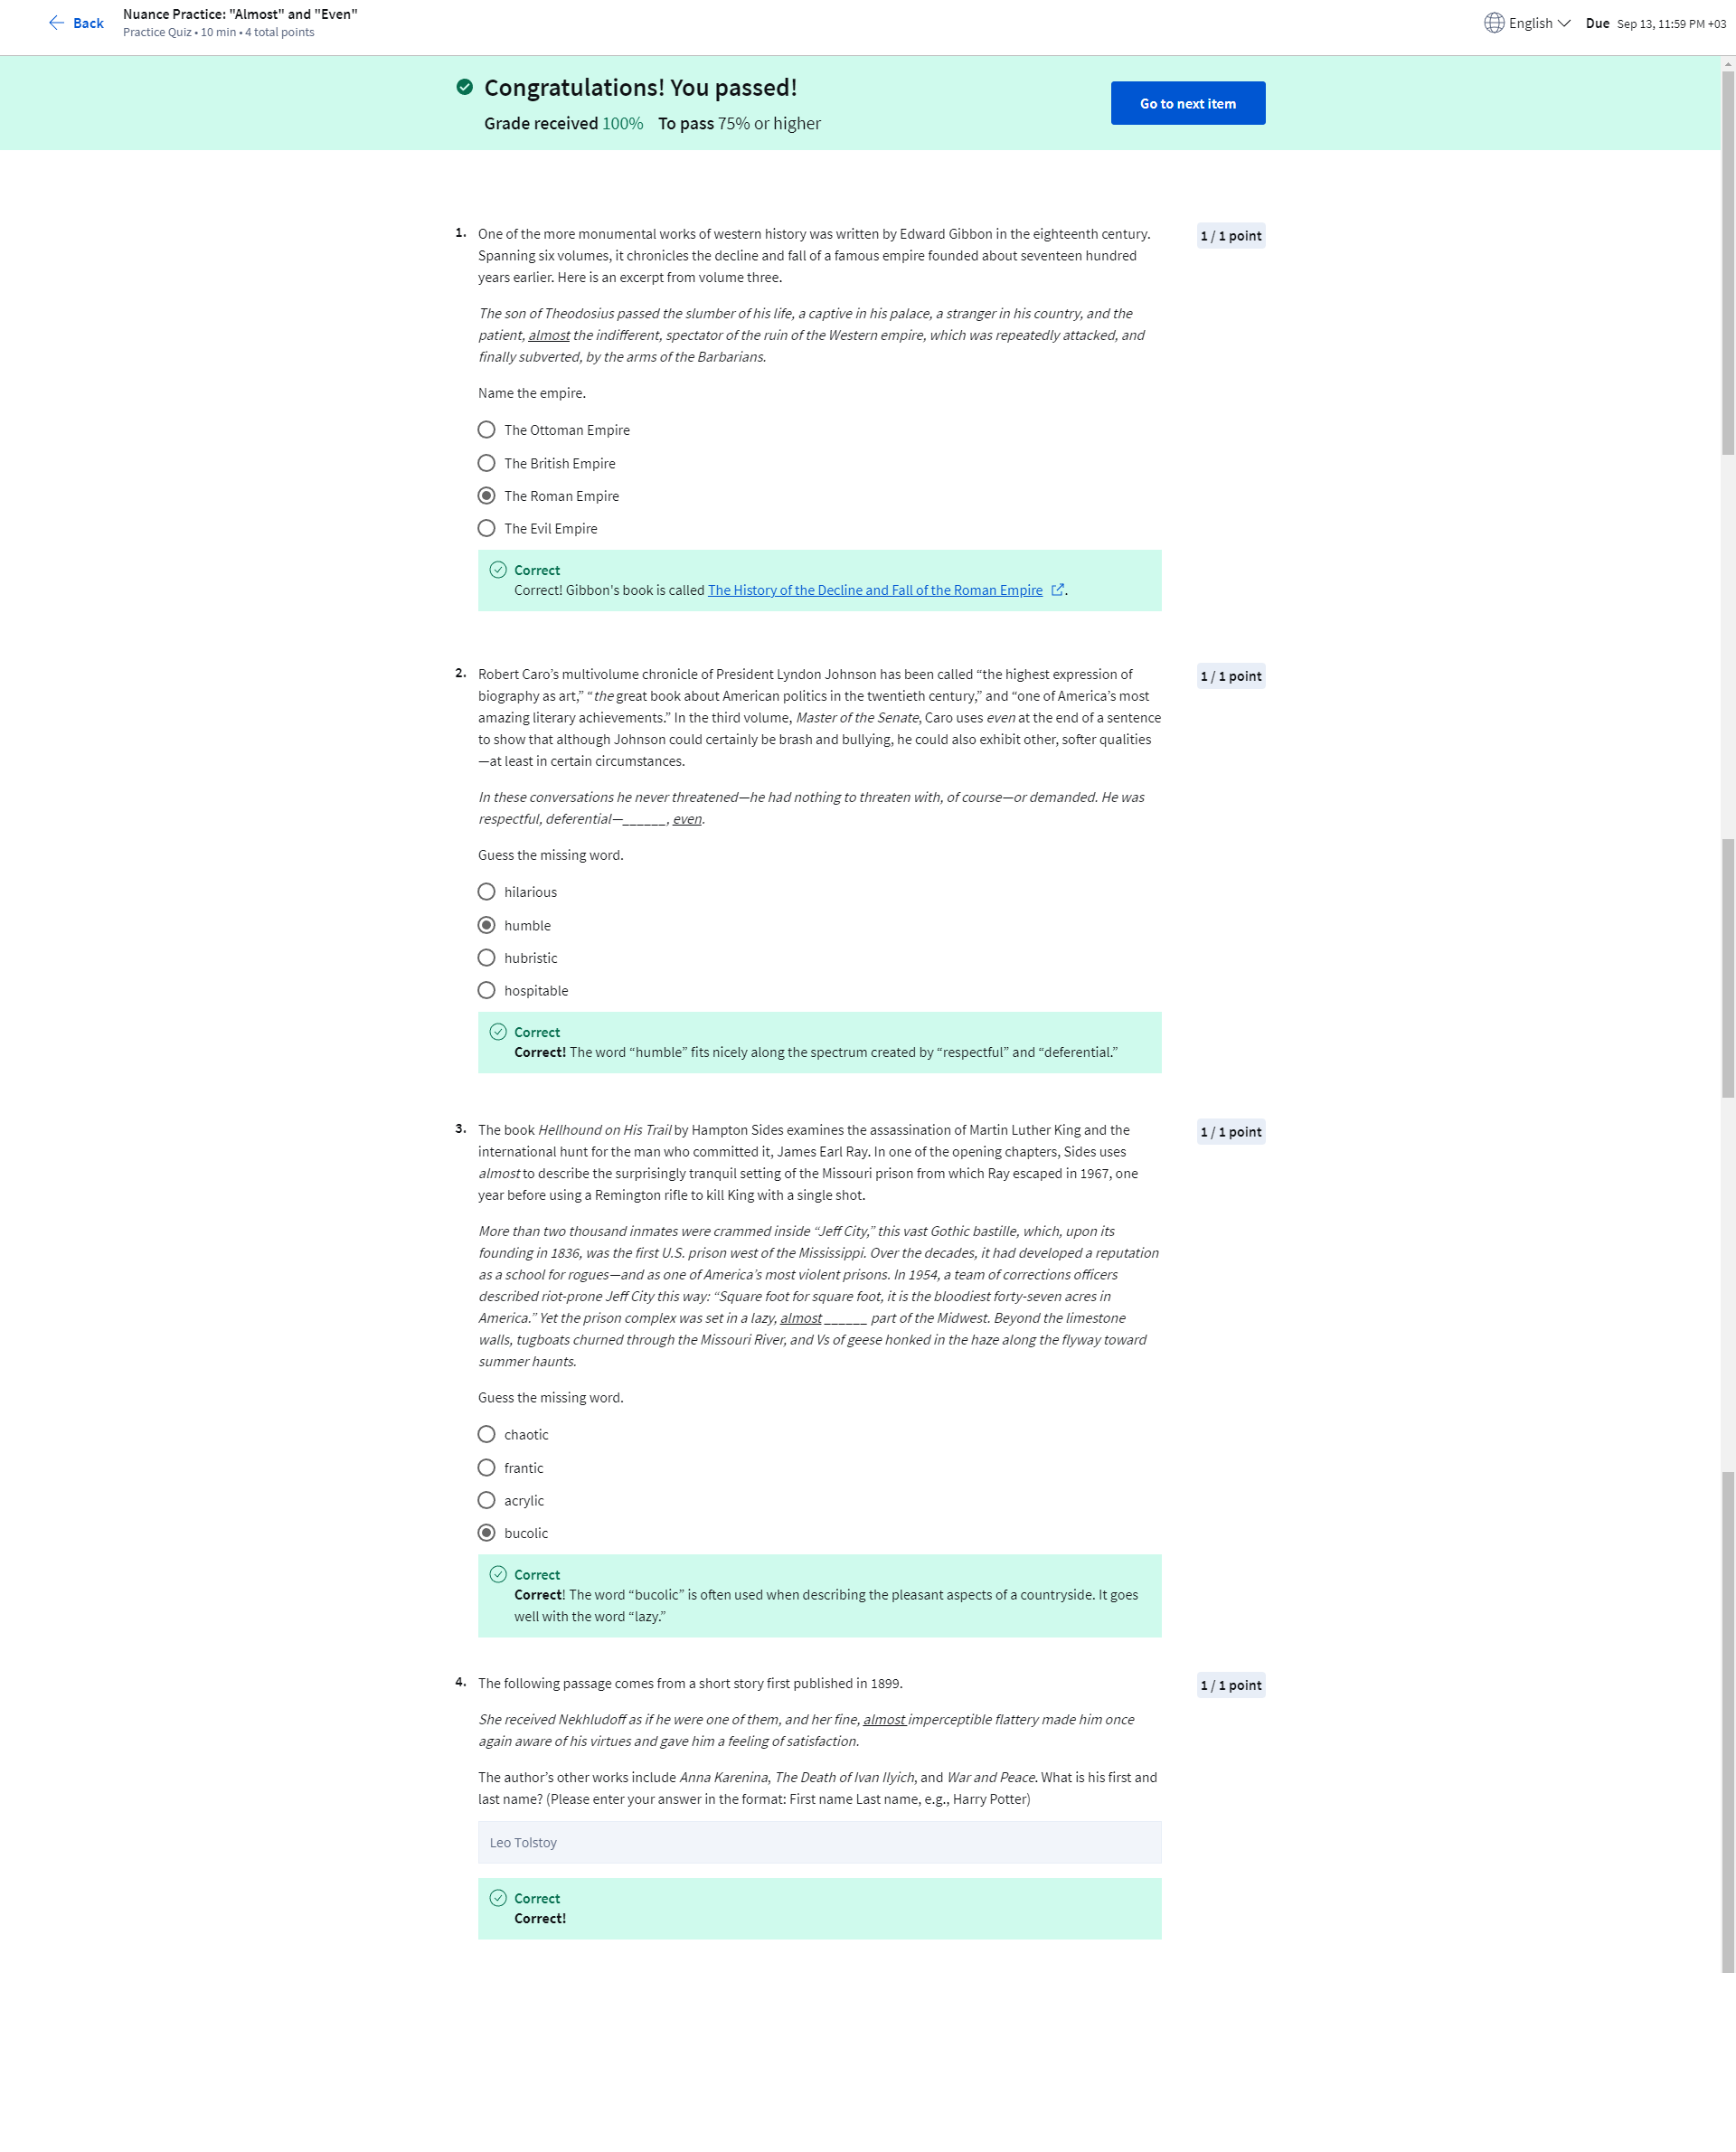 Back
Nuance Practice: "Almost" and "Even"
Practice Quiz • 10 min • 4 total points
English
Due Sep 13, 11:59 PM +03
Congratulations! You passed!
Grade received 100% To pass 75% or higher
Go to next item
1. One of the more monumental works of western history was written by Edward Gibbon in the eighteenth century.
Spanning six volumes, it chronicles the decline and fall of a famous empire founded about seventeen hundred
years earlier. Here is an excerpt from volume three.
1 / 1 point
The son of Theodosius passed the slumber of his life, a captive in his palace, a stranger in his country, and the
patient, almost the indifferent, spectator of the ruin of the Western empire, which was repeatedly attacked, and
finally subverted, by the arms of the Barbarians.
Name the empire.
The Ottoman Empire
The British Empire
The Roman Empire
The Evil Empire
Correct
Correct! Gibbon's book is called The History of the Decline and Fall of the Roman Empire.
2. Robert Caro’s multivolume chronicle of President Lyndon Johnson has been called “the highest expression of
biography as art,” “the great book about American politics in the twentieth century,” and “one of America’s most
amazing literary achievements.” In the third volume, Master of the Senate, Caro uses even at the end of a sentence
to show that although Johnson could certainly be brash and bullying, he could also exhibit other, softer qualities
—at least in certain circumstances.
1 / 1 point
In these conversations he never threatened—he had nothing to threaten with, of course—or demanded. He was
respectful, deferential—______, even.
Guess the missing word.
hilarious
humble
hubristic
hospitable
Correct
Correct! The word “humble” fits nicely along the spectrum created by “respectful” and “deferential.”
3. The book Hellhound on His Trail by Hampton Sides examines the assassination of Martin Luther King and the
international hunt for the man who committed it, James Earl Ray. In one of the opening chapters, Sides uses
almost to describe the surprisingly tranquil setting of the Missouri prison from which Ray escaped in 1967, one
year before using a Remington rifle to kill King with a single shot.
1 / 1 point
More than two thousand inmates were crammed inside “Jeff City,” this vast Gothic bastille, which, upon its
founding in 1836, was the first U.S. prison west of the Mississippi. Over the decades, it had developed a reputation
as a school for rogues—and as one of America’s most violent prisons. In 1954, a team of corrections officers
described riot-prone Jeff City this way: “Square foot for square foot, it is the bloodiest forty-seven acres in
America.” Yet the prison complex was set in a lazy, almost ______ part of the Midwest. Beyond the limestone
walls, tugboats churned through the Missouri River, and Vs of geese honked in the haze along the flyway toward
summer haunts.
Guess the missing word.
chaotic
frantic
acrylic
bucolic
Correct
Correct! The word “bucolic” is often used when describing the pleasant aspects of a countryside. It goes
well with the word “lazy.”
4. The following passage comes from a short story first published in 1899.
1 / 1 point
She received Nekhludoff as if he were one of them, and her fine, almost imperceptible flattery made him once
again aware of his virtues and gave him a feeling of satisfaction.
The author’s other works include Anna Karenina, The Death of Ivan Ilyich, and War and Peace. What is his first and
last name? (Please enter your answer in the format: First name Last name, e.g., Harry Potter)
Leo Tolstoy
Correct
Correct!